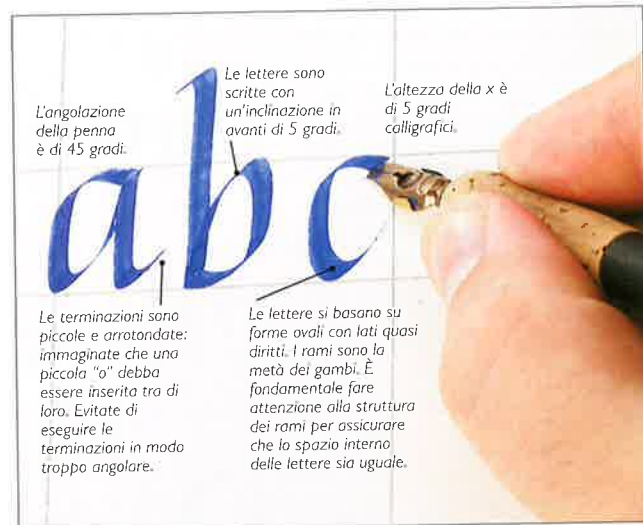 L'angolazione
della penna
è di 45 gradi.
Le lettere sono
scritte con
un'inclinazione in
avanti di 5 gradi.
L'altezza della x è
di 5 gradi
calligrafici.
abc
Le terminazioni sono
piccole e arrotondate:
immaginate che una
piccola "o" debba
essere inserita tra di
loro. Evitate di
eseguire le
terminazioni in modo
troppo angolare.
Le lettere si basano su
forme ovali con lati quasi
diritti. I rami sono la
metà dei gambi. È
fondamentale fare
attenzione alla struttura
dei rami per assicurare
che lo spazio interno
delle lettere sia uguale.